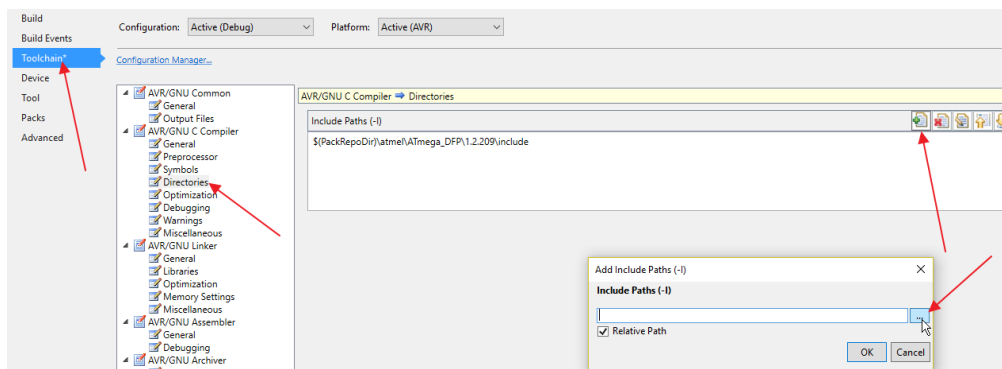 Build
Build Events
Toolchain*
Device
Tool
Packs
Advanced
Configuration: Active (Debug) Platform: Active (AVR)
Configuration Manager...
AVR/GNU Common
General
Output Files
AVR/GNU C Compiler
General
Preprocessor
Symbols
Directories
Optimization
Debugging
Warnings
Miscellaneous
AVR/GNU Linker
General
Libraries
Optimization
Memory Settings
Miscellaneous
AVR/GNU Assembler
General
Debugging
AVR/GNU Archiver
AVR/GNU C Compiler ➡ Directories
Include Paths (-I)
$(PackRepoDir)\atmel\ATmega_DFP\1.2.209\include
Add Include Paths (-I)
Include Paths (-I)
...
Relative Path
OK Cancel